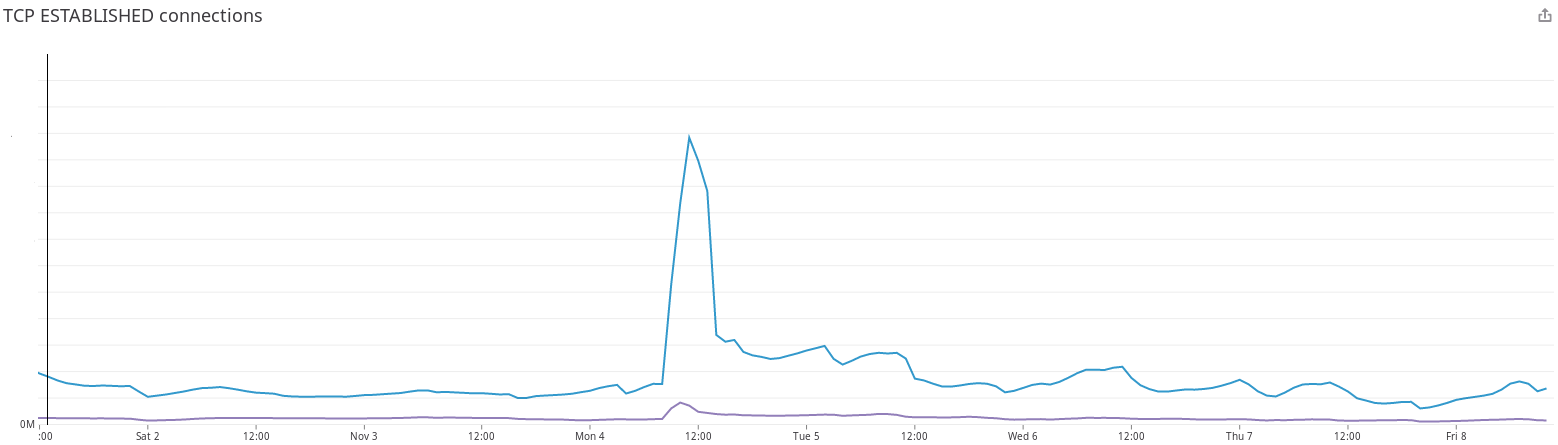 TCP ESTABLISHED connections
0M
:00 Sat 2 12:00 Nov 3 12:00 Mon 4 12:00 Tue 5 12:00 Wed 6 12:00 Thu 7 12:00 Fri 8